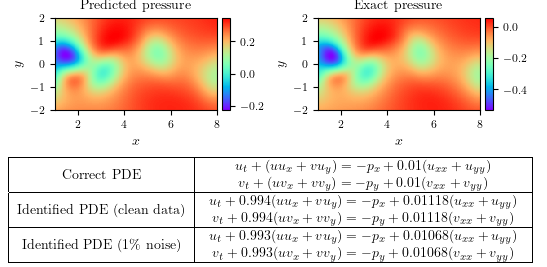 Predicted pressure
Exact pressure
2
1
0
−1
−2
y
2
4
6
8
x
0.2
0.0
−0.2
2
1
0
−1
−2
y
2
4
6
8
x
0.0
−0.2
−0.4
Correct PDE
u_t + (uu_x + vu_y) = −p_x + 0.01(u_xx + u_yy)
v_t + (uv_x + vv_y) = −p_y + 0.01(v_xx + v_yy)
Identified PDE (clean data)
u_t + 0.994(uu_x + vu_y) = −p_x + 0.01118(u_xx + u_yy)
v_t + 0.994(uv_x + vv_y) = −p_y + 0.01118(v_xx + v_yy)
Identified PDE (1% noise)
u_t + 0.993(uu_x + vu_y) = −p_x + 0.01068(u_xx + u_yy)
v_t + 0.993(uv_x + vv_y) = −p_y + 0.01068(v_xx + v_yy)